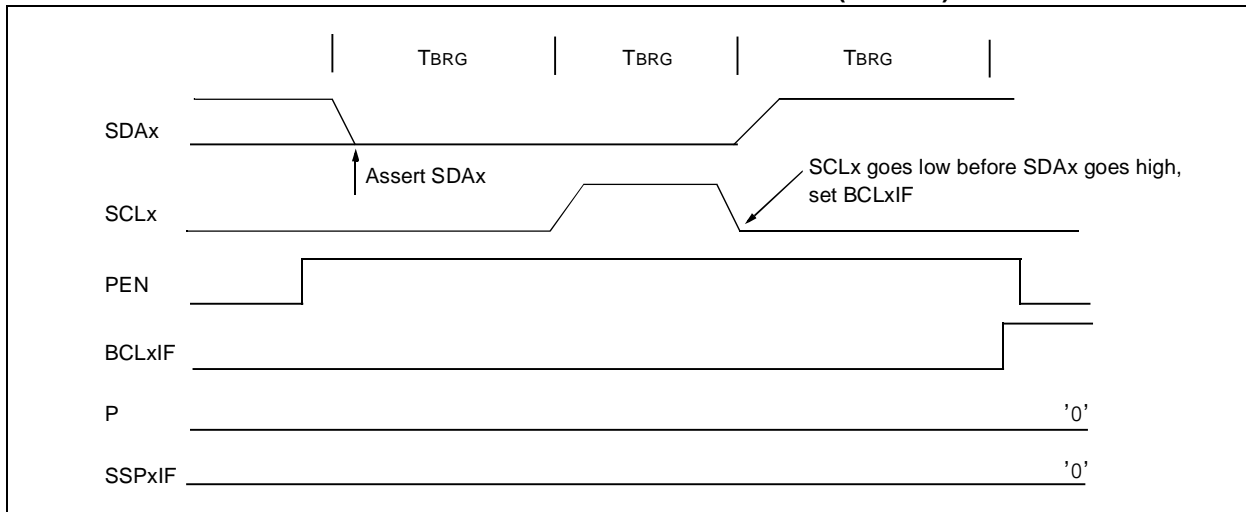 TBRG TBRG TBRG
SDAx
Assert SDAx
SCLx goes low before SDAx goes high,
set BCLxIF
SCLx
PEN
BCLxIF
P '0'
SSPxIF '0'